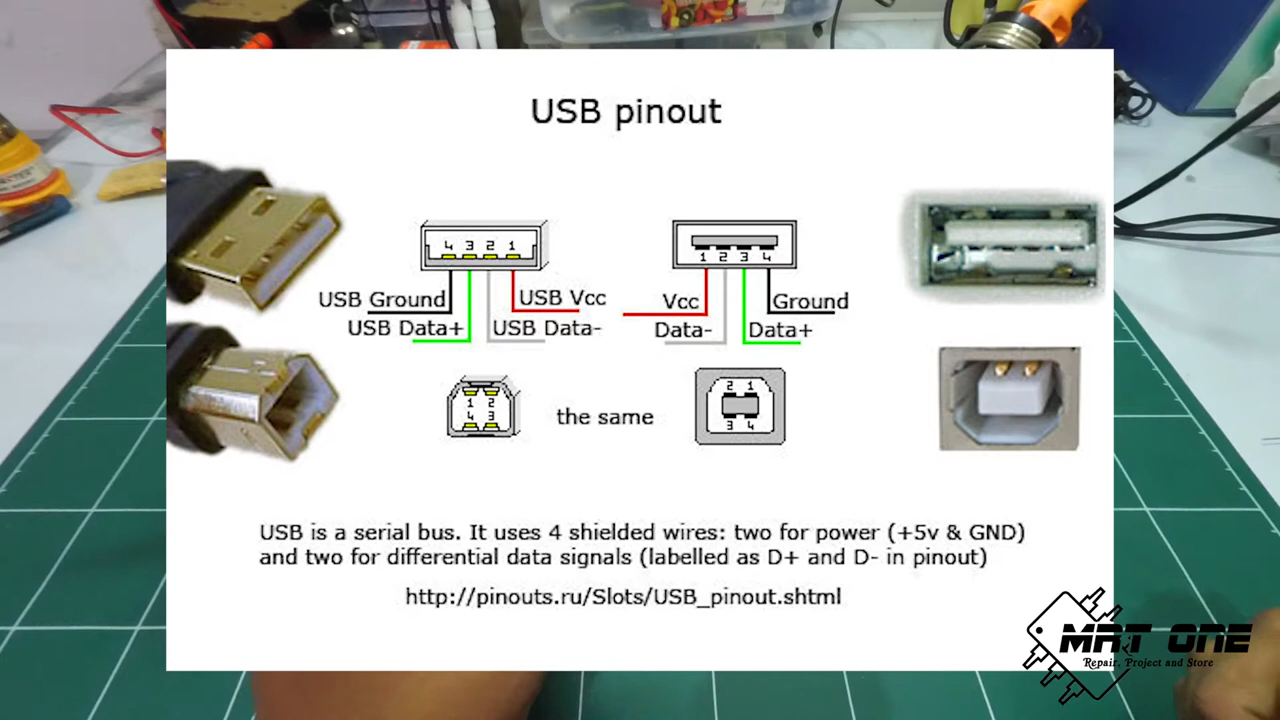 USB pinout
4 3 2 1
1 2 3 4
USB Ground
USB Vcc
Vcc
Ground
USB Data+
USB Data-
Data-
Data+
1 2
4 3
the same
2 1
3 4
USB is a serial bus. It uses 4 shielded wires: two for power (+5v & GND)
and two for differential data signals (labelled as D+ and D- in pinout)
http://pinouts.ru/Slots/USB_pinout.shtml
MRT ONE
Repair, Project and Store